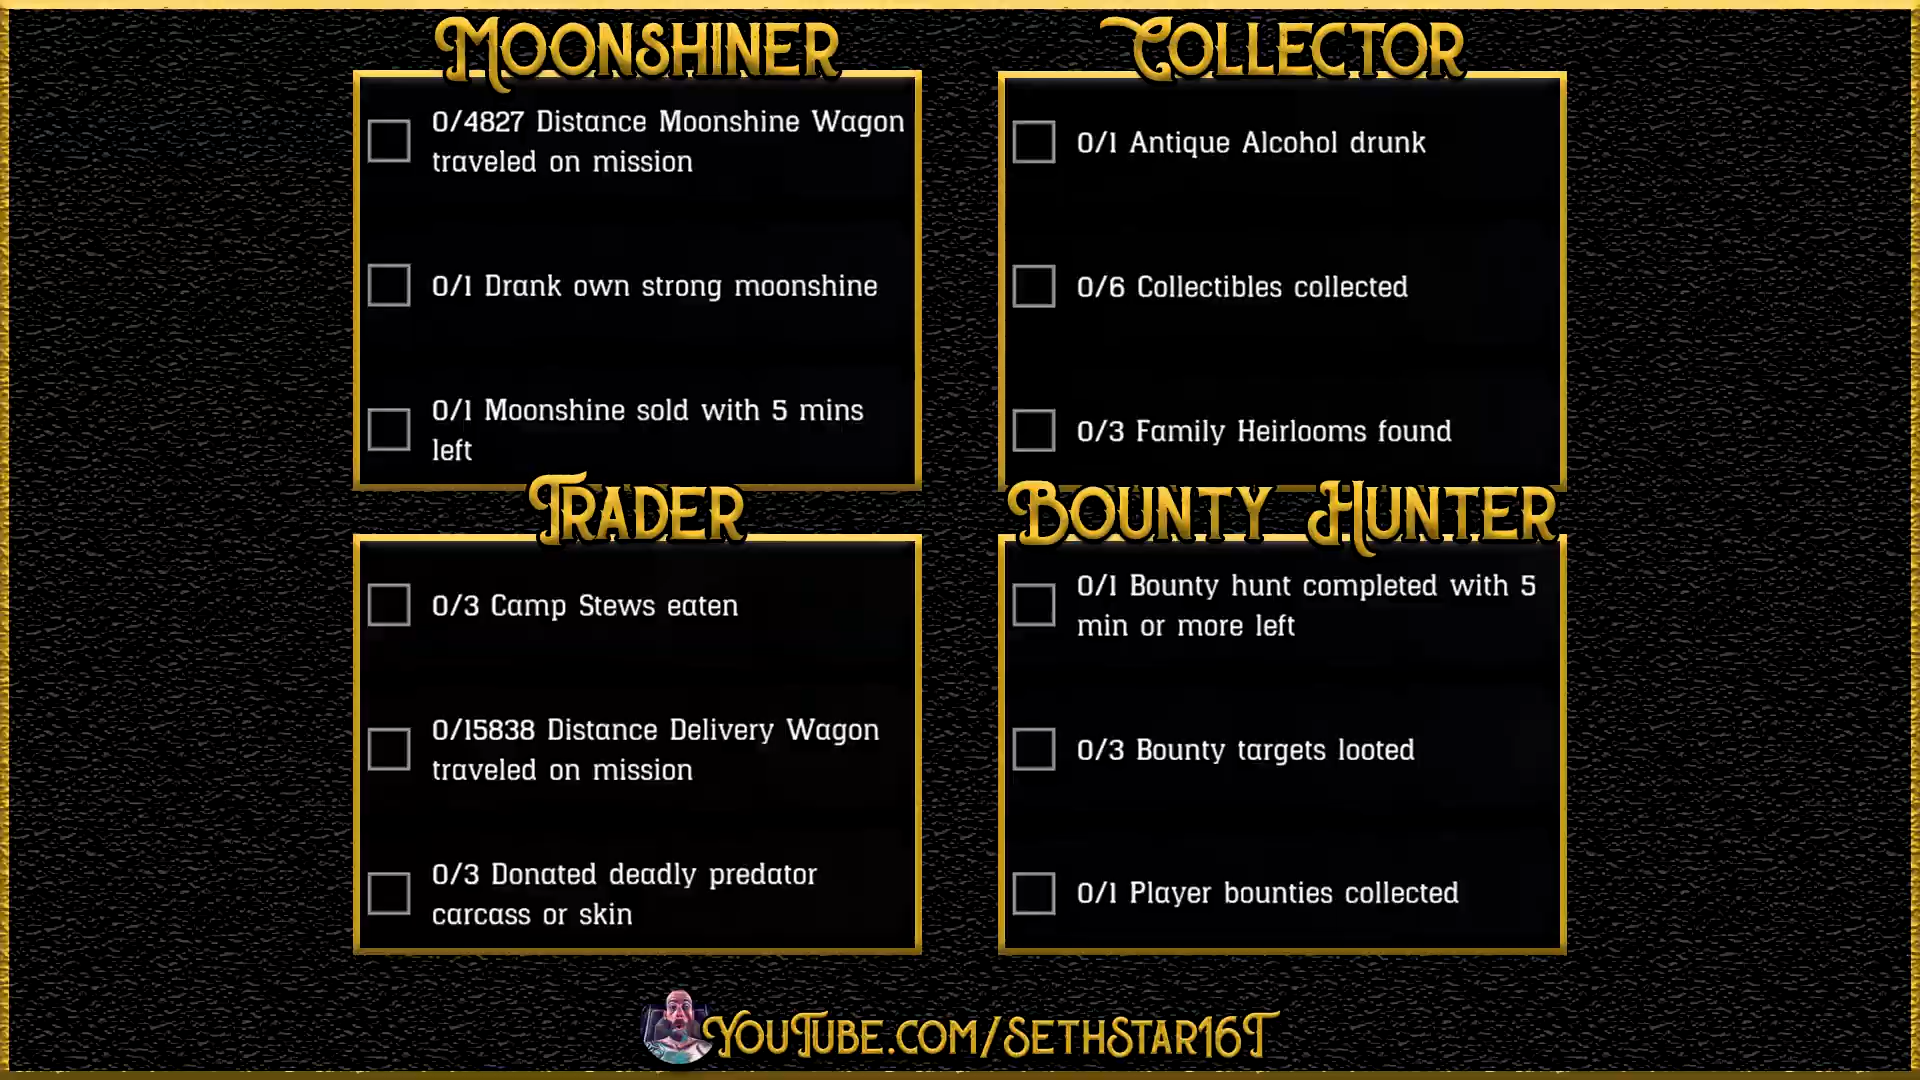 Moonshiner
0/4827 Distance Moonshine Wagon
traveled on mission
0/1 Drank own strong moonshine
0/1 Moonshine sold with 5 mins
left
Collector
0/1 Antique Alcohol drunk
0/6 Collectibles collected
0/3 Family Heirlooms found
Trader
0/3 Camp Stews eaten
0/15838 Distance Delivery Wagon
traveled on mission
0/3 Donated deadly predator
carcass or skin
Bounty Hunter
0/1 Bounty hunt completed with 5
min or more left
0/3 Bounty targets looted
0/1 Player bounties collected
YouTube.com/SethStar16T